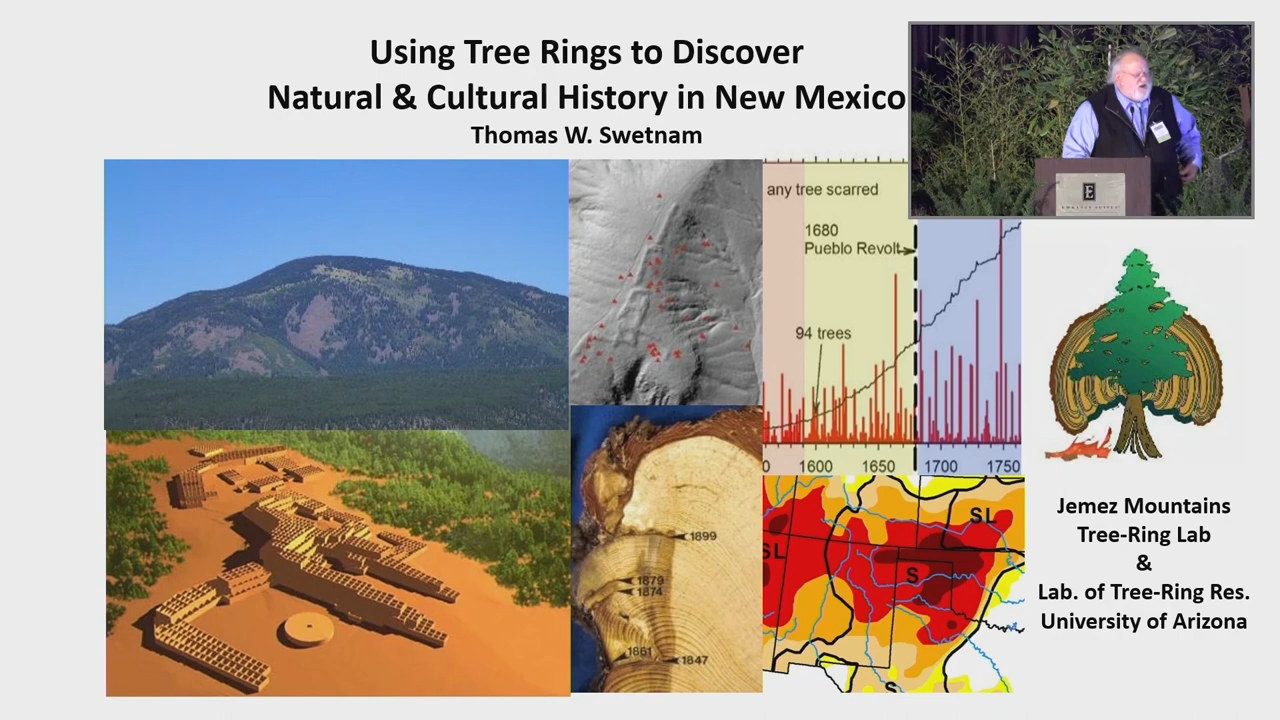 Using Tree Rings to Discover
Natural & Cultural History in New Mexico
Thomas W. Swetnam
any tree scarred
1680
Pueblo Revolt
94 trees
0 1600 1650 1700 1750
1899
1879
1874
1861
1847
SL
SL
S
S
E
Jemez Mountains
Tree-Ring Lab
&
Lab. of Tree-Ring Res.
University of Arizona